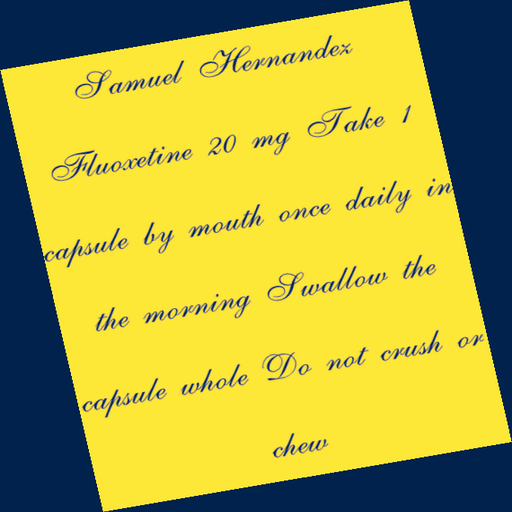 Samuel Hernandez
Fluoxetine 20 mg Take 1
capsule by mouth once daily in
the morning Swallow the
capsule whole Do not crush or
chew